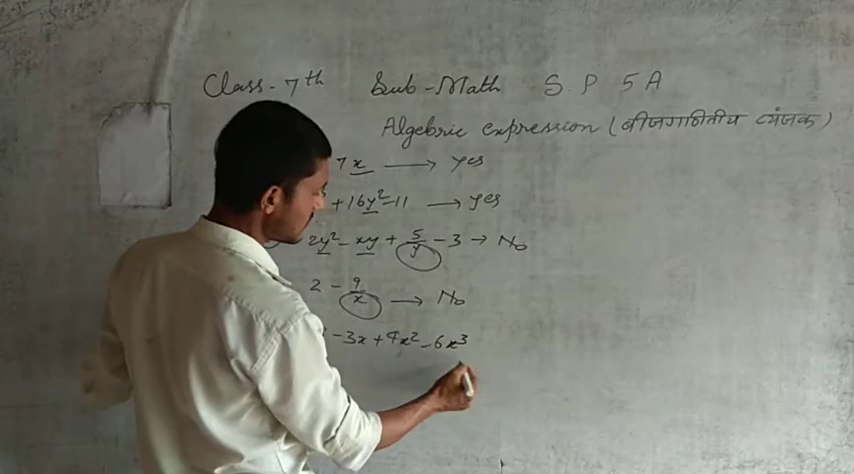 Class-7th Sub-Math S.P 5A
Algebric expression (बीजगणितीय व्यंजक)
7x → yes
+16y²-11 → yes
2y² - xy + 5/y - 3 → No
2 - 9/x → No
- 3x + 4x² - 6x³